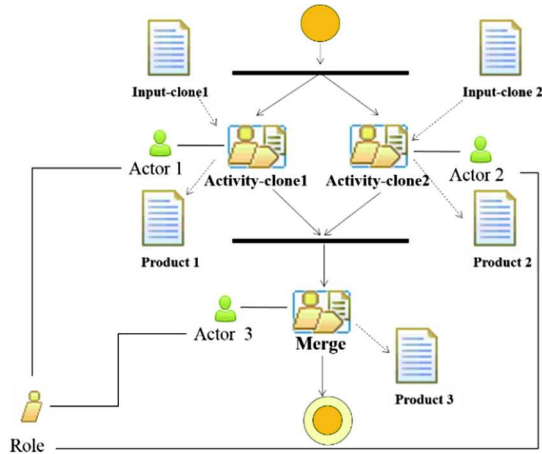 Input-clone1
Input-clone 2
Actor 1
Activity-clone1
Activity-clone2
Actor 2
Product 1
Product 2
Actor 3
Merge
Product 3
Role